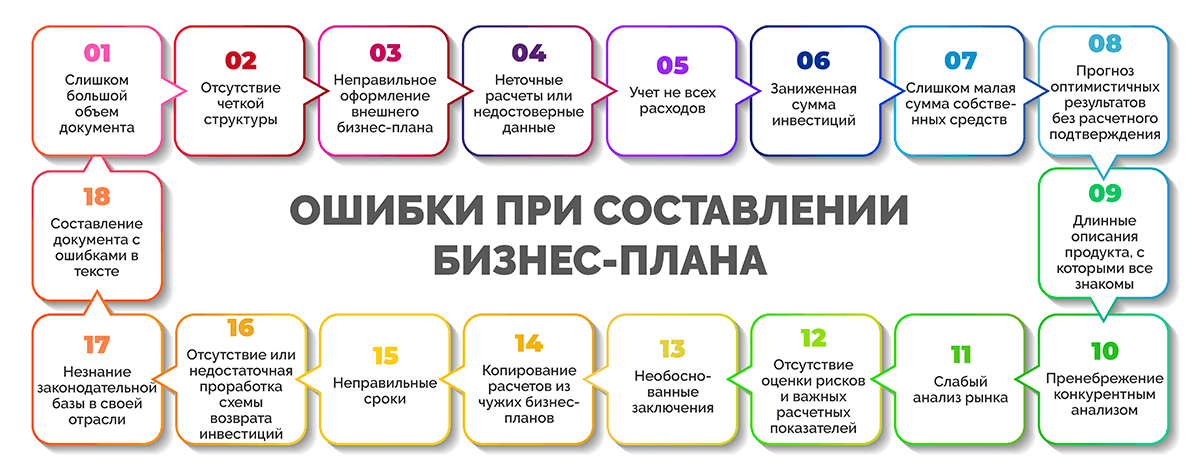 01
Слишком
большой
объем
документа
02
Отсутствие
четкой
структуры
03
Неправильное
оформление
внешнего
бизнес-плана
04
Неточные
расчеты или
недостоверные
данные
05
Учет не всех
расходов
06
Заниженная
сумма
инвестиций
07
Слишком малая
сумма собстве-
нных средств
08
Прогноз
оптимистичных
результатов
без расчетного
подтверждения
ОШИБКИ ПРИ СОСТАВЛЕНИИ
БИЗНЕС-ПЛАНА
09
Длинные
описания
продукта, с
которыми все
знакомы
10
Пренебрежение
конкурентным
анализом
11
Слабый
анализ рынка
12
Отсутствие
оценки рисков
и важных
расчетных
показателей
13
Необосно-
ванные
заключения
14
Копирование
расчетов из
чужих бизнес-
планов
15
Неправильные
сроки
16
Отсутствие или
недостаточная
проработка
схемы
возврата
инвестиций
17
Незнание
законодательной
базы в своей
отрасли
18
Составление
документа с
ошибками в
тексте